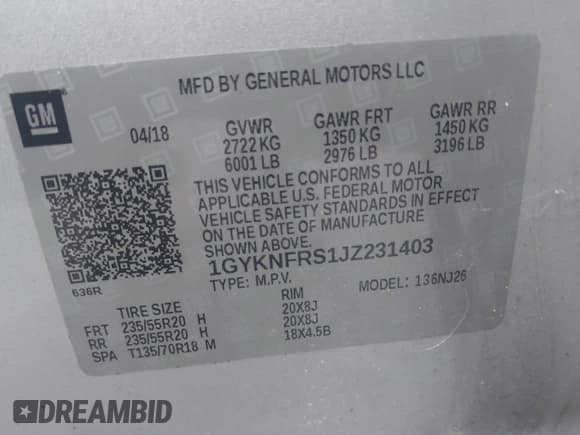 MFD BY GENERAL MOTORS LLC
GM
04/18 GVWR GAWR FRT GAWR RR
2722 KG 1350 KG 1450 KG
6001 LB 2976 LB 3196 LB
THIS VEHICLE CONFORMS TO ALL
APPLICABLE U.S. FEDERAL MOTOR
VEHICLE SAFETY STANDARDS IN EFFECT
ON THE DATE OF MANUFACTURE
SHOWN ABOVE.
1GYKNFRS1JZ231403
636R
TYPE: M.P.V. MODEL: 136NJ26
TIRE SIZE RIM
FRT 235/55R20 H 20X8J
RR 235/55R20 H 20X8J
SPA T135/70R18 M 18X4.5B
DREAMBID